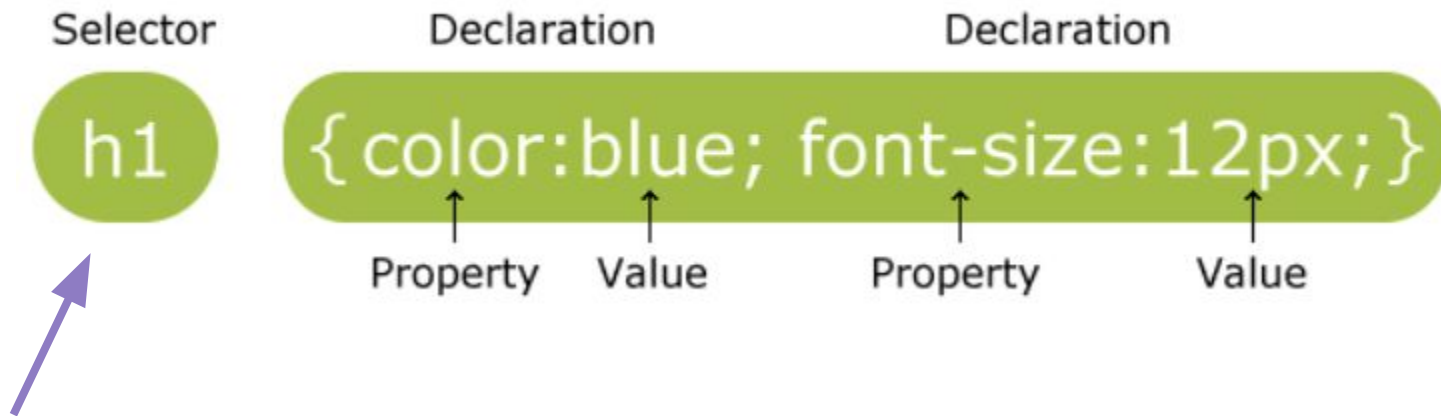 Selector Declaration Declaration
h1 {color:blue; font-size:12px;}
Property Value Property Value